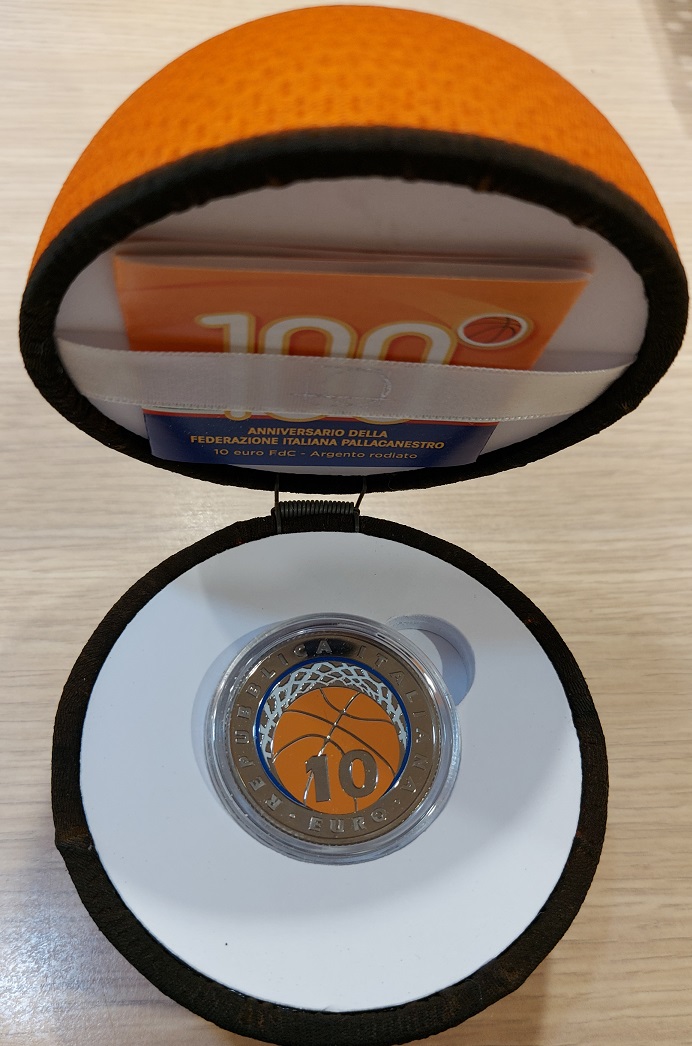 100°
ANNIVERSARIO DELLA
FEDERAZIONE ITALIANA PALLACANESTRO
10 euro FdC - Argento rodiato
REPUBBLICA ITALIANA
10
EURO